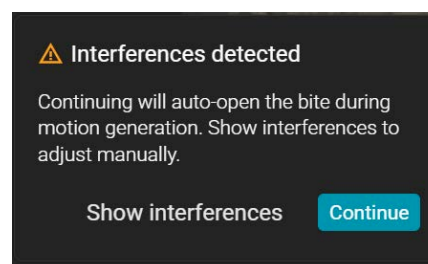 Interferences detected
Continuing will auto-open the bite during
motion generation. Show interferences to
adjust manually.
Show interferences Continue